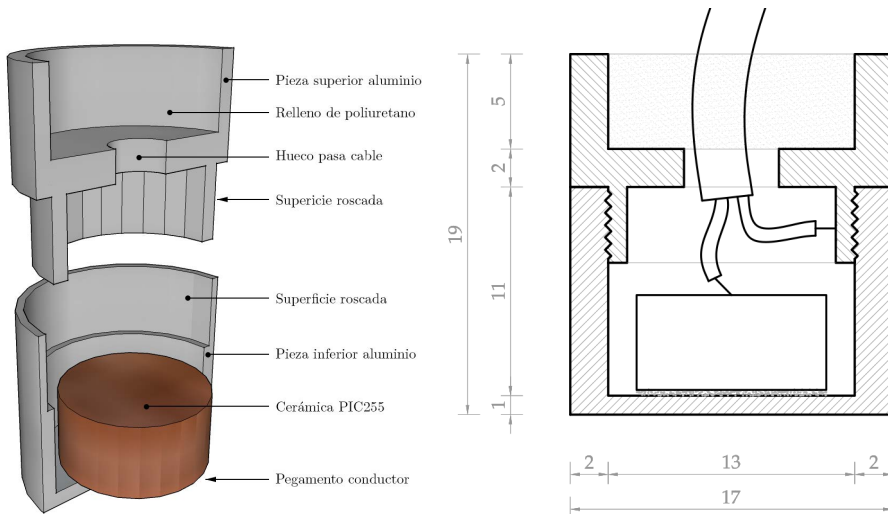 Pieza superior aluminio
Relleno de poliuretano
Hueco pasa cable
Supericie roscada
Superficie roscada
Pieza inferior aluminio
Cerámica PIC255
Pegamento conductor
19
5
2
11
1
2
13
2
17